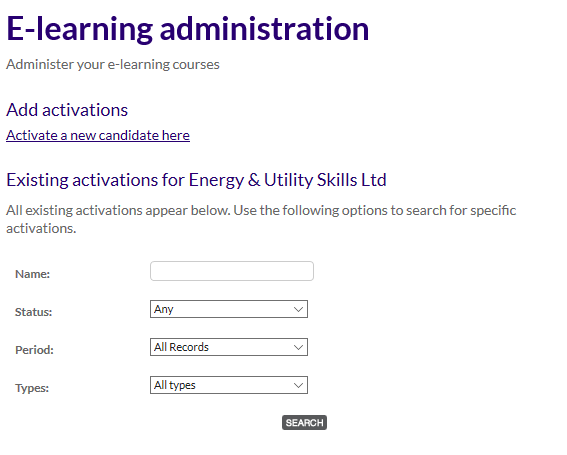 E-learning administration
Administer your e-learning courses
Add activations
Activate a new candidate here
Existing activations for Energy & Utility Skills Ltd
All existing activations appear below. Use the following options to search for specific
activations.
Name:
Status: Any
Period: All Records
Types: All types
SEARCH